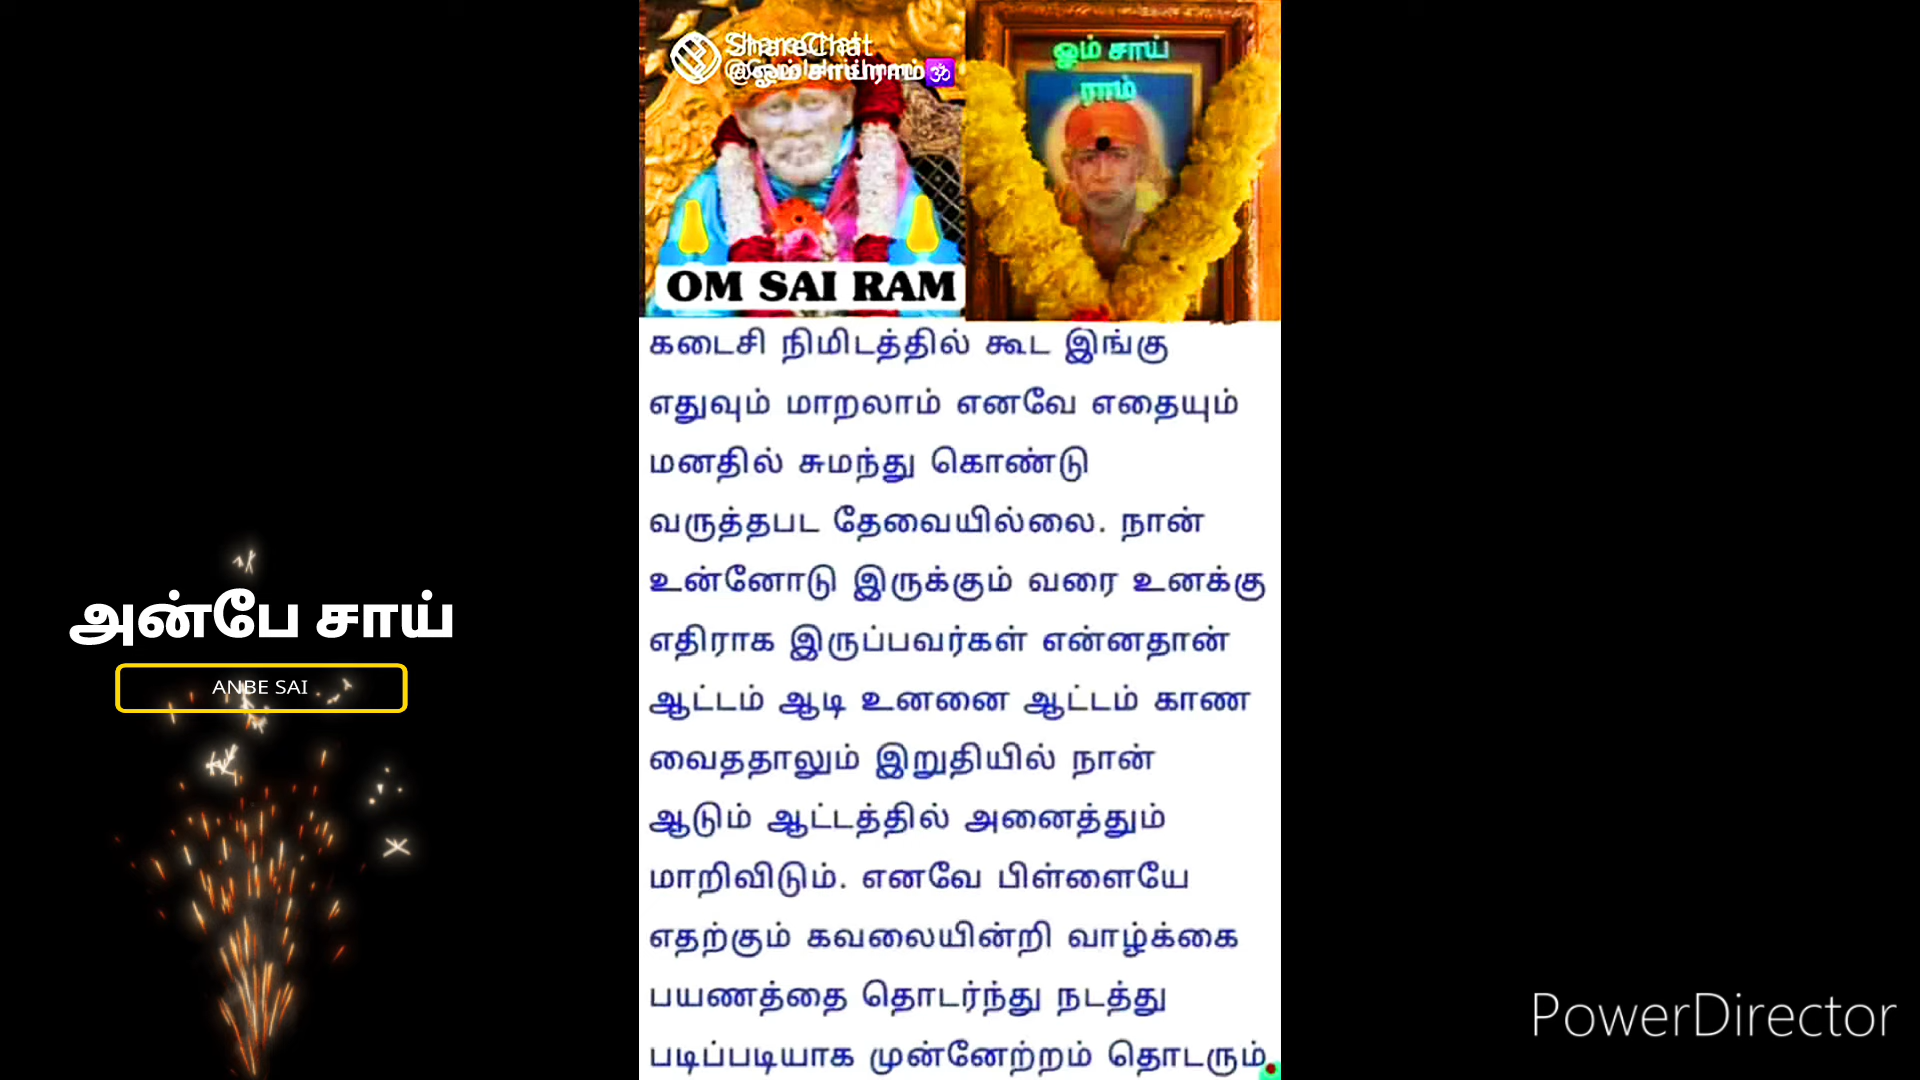 ShareChat
ஓம் சாய்
ராம்
OM SAI RAM
கடைசி நிமிடத்தில் கூட இங்கு
எதுவும் மாறலாம் எனவே எதையும்
மனதில் சுமந்து கொண்டு
வருத்தபட தேவையில்லை. நான்
உன்னோடு இருக்கும் வரை உனக்கு
எதிராக இருப்பவர்கள் என்னதான்
ஆட்டம் ஆடி உனனை ஆட்டம் காண
வைததாலும் இறுதியில் நான்
ஆடும் ஆட்டத்தில் அனைத்தும்
மாறிவிடும். எனவே பிள்ளையே
எதற்கும் கவலையின்றி வாழ்க்கை
பயணத்தை தொடர்ந்து நடத்து
படிப்படியாக முன்னேற்றம் தொடரும்
அன்பே சாய்
ANBE SAI
PowerDirector